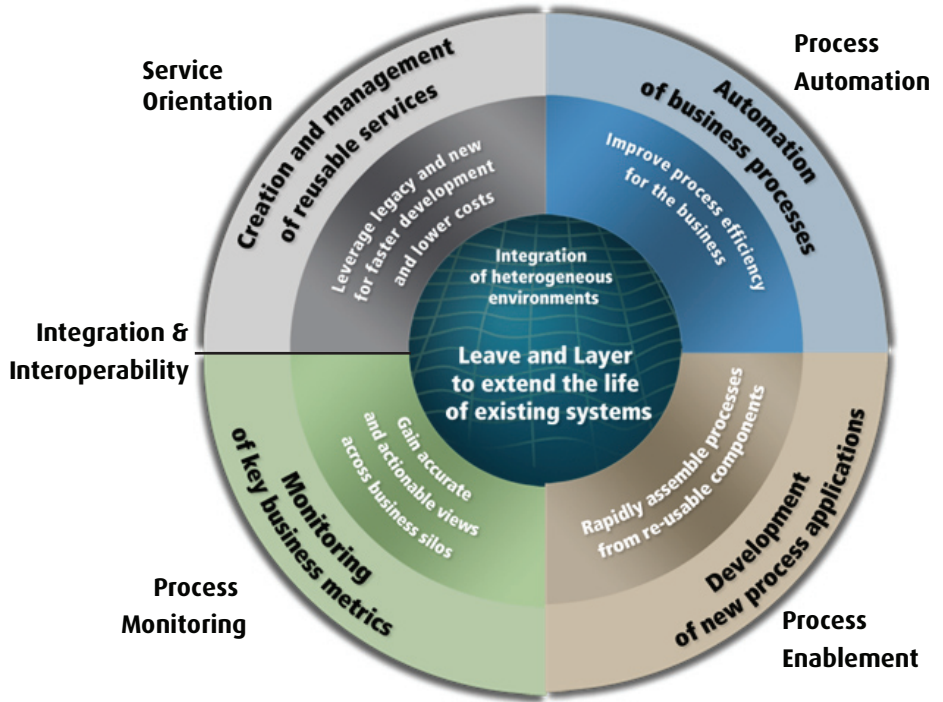 Service
Orientation
Creation and management
of reusable services
Leverage legacy and new
for faster development
and lower costs
Process
Automation
Automation
of business processes
Improve process efficiency
for the business
Integration
of heterogeneous
environments
Leave and Layer
to extend the life
of existing systems
Integration &
Interoperability
Gain accurate
and actionable views
across business silos
Monitoring
of key business metrics
Process
Monitoring
Rapidly assemble processes
from re-usable components
Development
of new process applications
Process
Enablement